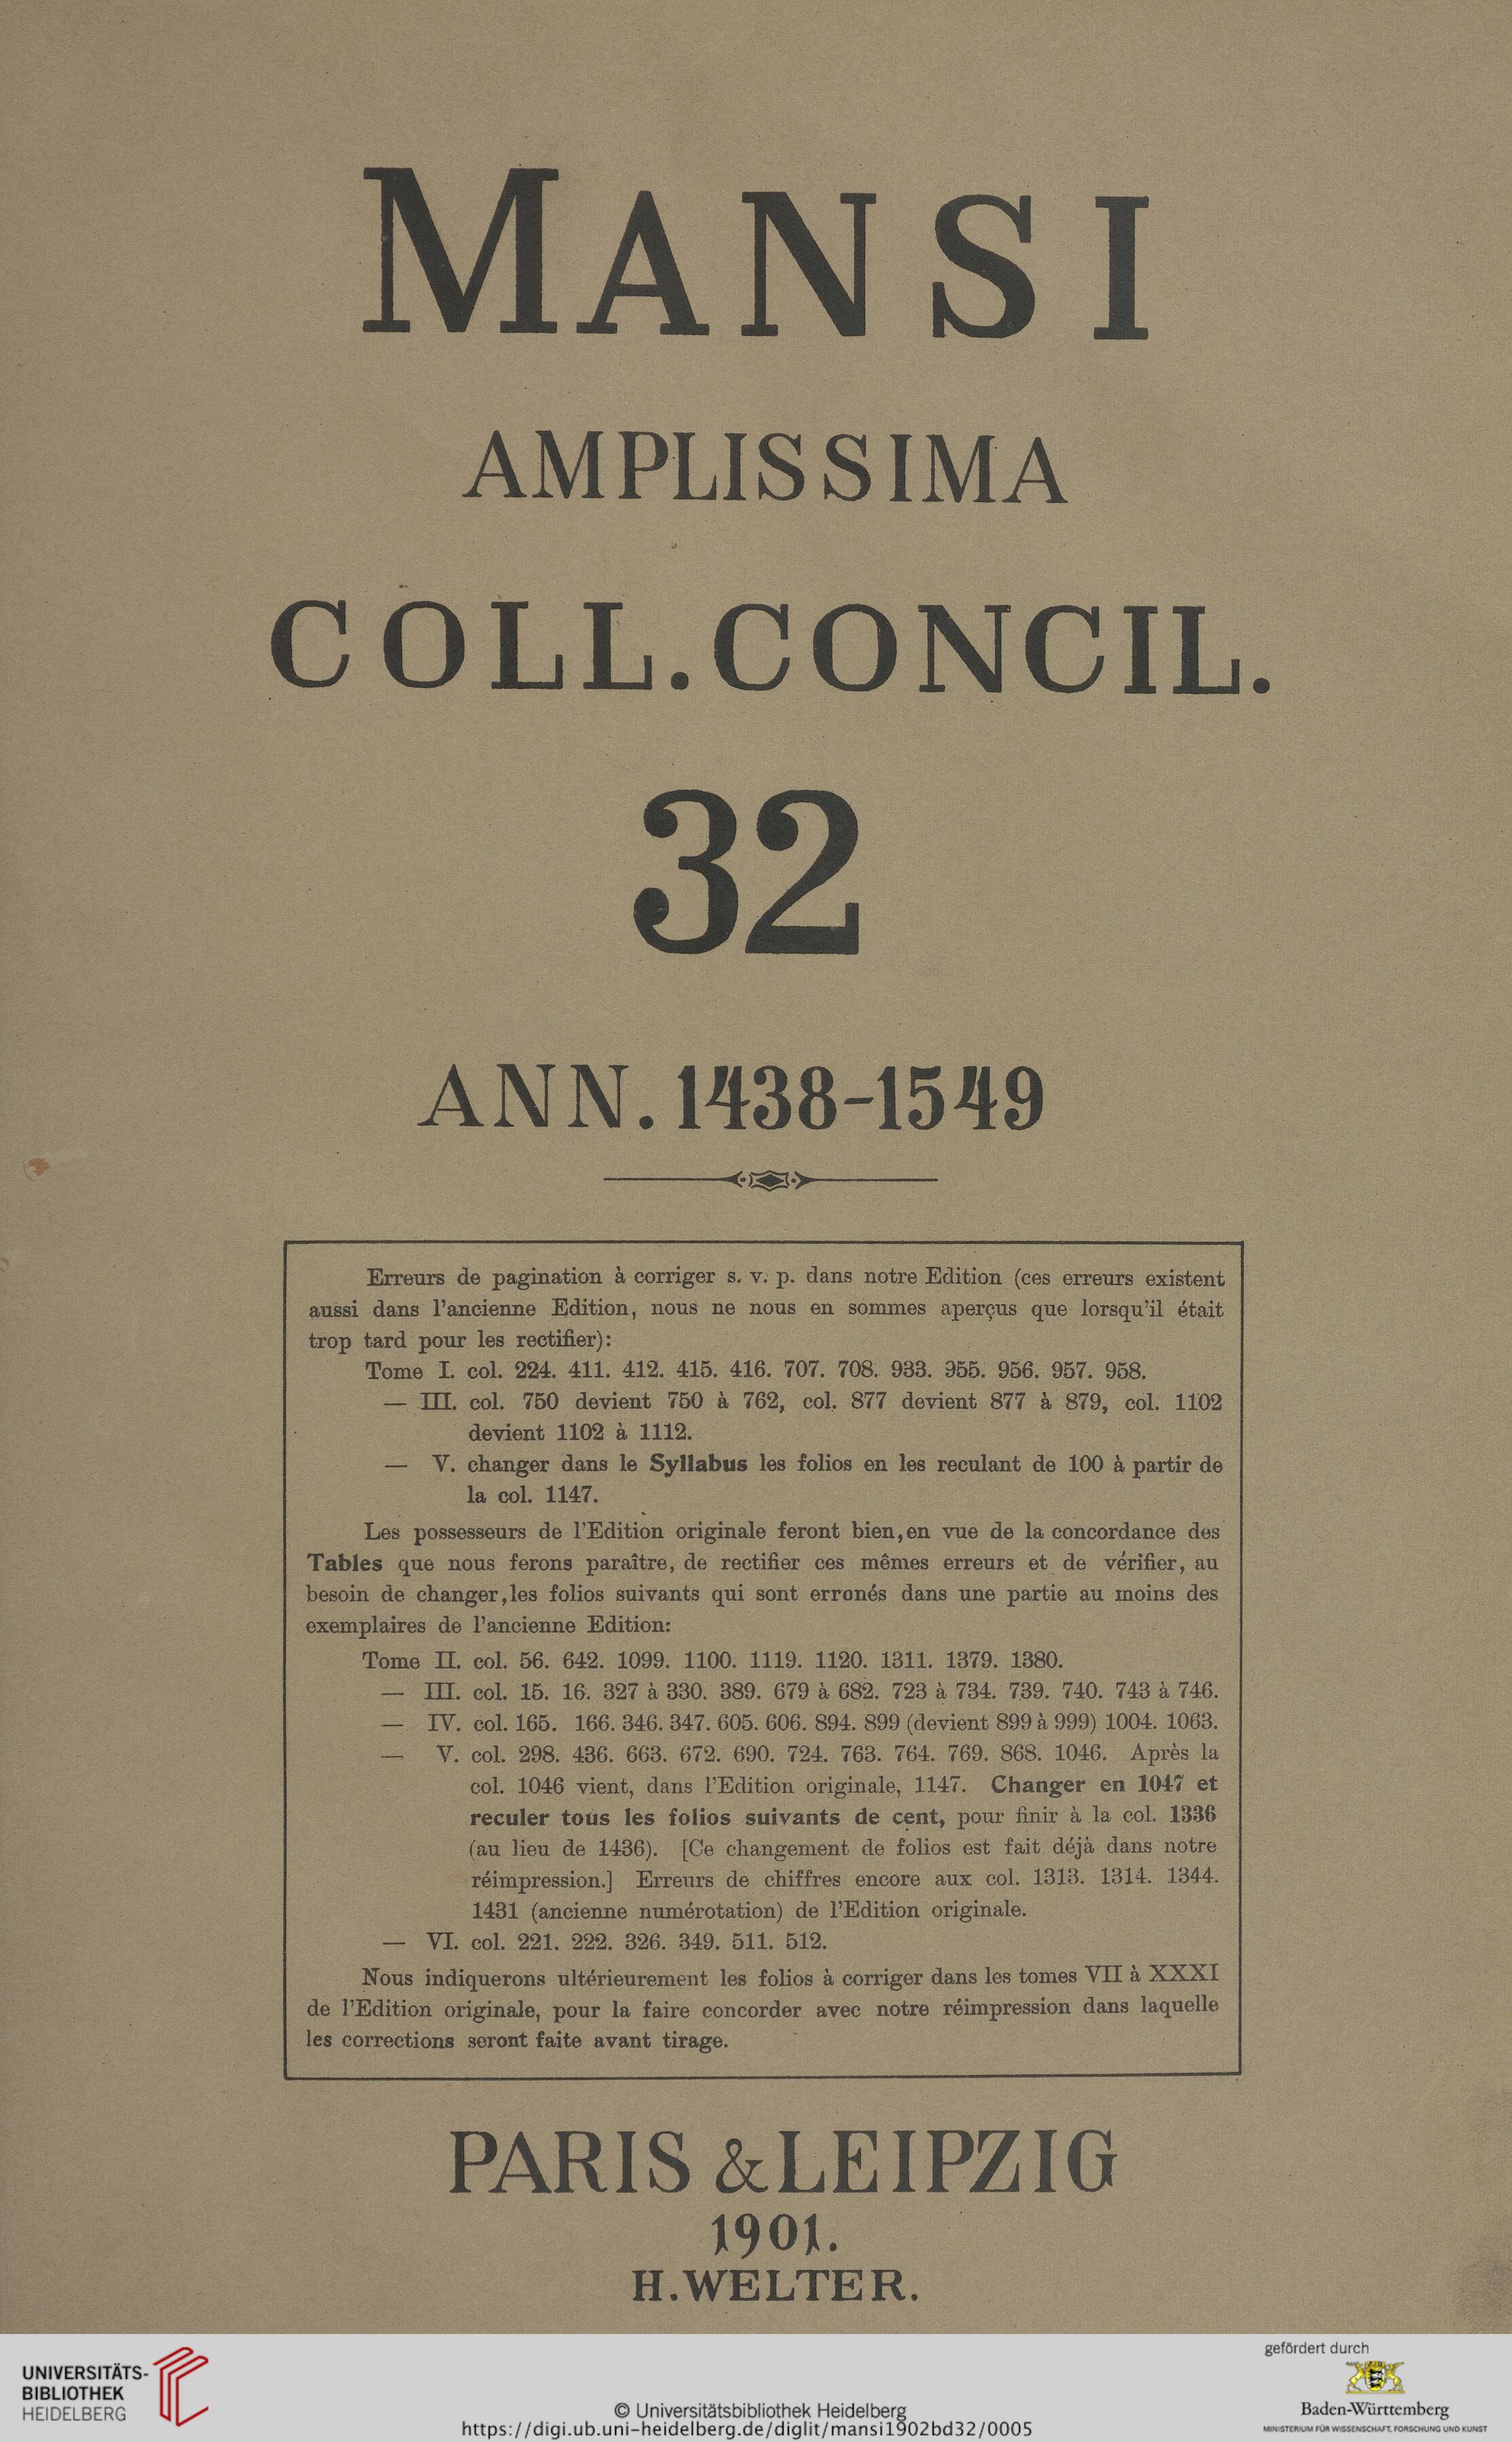 MANSI
AMPLISSIMA
COLL. CONCIL.
32
ANN. 1438-1549
Erreurs de pagination à corriger s. v. p. dans notre Edition (ces erreurs existent
aussi dans l'ancienne Edition, nous ne nous en sommes aperçus que lorsqu'il était
trop tard pour les rectifier):
Tome I. col. 224. 411. 412. 415. 416. 707. 708. 933. 955. 956. 957. 958.
— III. col. 750 devient 750 à 762, col. 877 devient 877 à 879, col. 1102
devient 1102 à 1112.
— V. changer dans le Syllabus les folios en les reculant de 100 à partir de
la col. 1147.
Les possesseurs de l'Edition originale feront bien, en vue de la concordance des
Tables que nous ferons paraître, de rectifier ces mêmes erreurs et de vérifier, au
besoin de changer, les folios suivants qui sont erronés dans une partie au moins des
exemplaires de l'ancienne Edition:
Tome II. col. 56. 642. 1099. 1100. 1119. 1120. 1311. 1379. 1380.
— III. col. 15. 16. 327 à 330. 389. 679 à 682. 723 à 734. 739. 740. 743 à 746.
— IV. col. 165. 166. 346. 347. 605. 606. 894. 899 (devient 899 à 999) 1004. 1063.
— V. col. 298. 436. 663. 672. 690. 724. 763. 764. 769. 868. 1046. Après la
col. 1046 vient, dans l'Edition originale, 1147. Changer en 1047 et
reculer tous les folios suivants de cent, pour finir à la col. 1336
(au lieu de 1436). [Ce changement de folios est fait déjà dans notre
réimpression.] Erreurs de chiffres encore aux col. 1313. 1314. 1344.
1431 (ancienne numérotation) de l'Edition originale.
— VI. col. 221. 222. 326. 349. 511. 512.
Nous indiquerons ultérieurement les folios à corriger dans les tomes VII à XXXI
de l'Edition originale, pour la faire concorder avec notre réimpression dans laquelle
les corrections seront faite avant tirage.
PARIS & LEIPZIG
1901.
H. WELTER.
UNIVERSITÄTS-
BIBLIOTHEK
HEIDELBERG
© Universitätsbibliothek Heidelberg
https://digi.ub.uni-heidelberg.de/diglit/mansi1902bd32/0005
gefördert durch
Baden-Württemberg
MINISTERIUM FÜR WISSENSCHAFT, FORSCHUNG UND KUNST